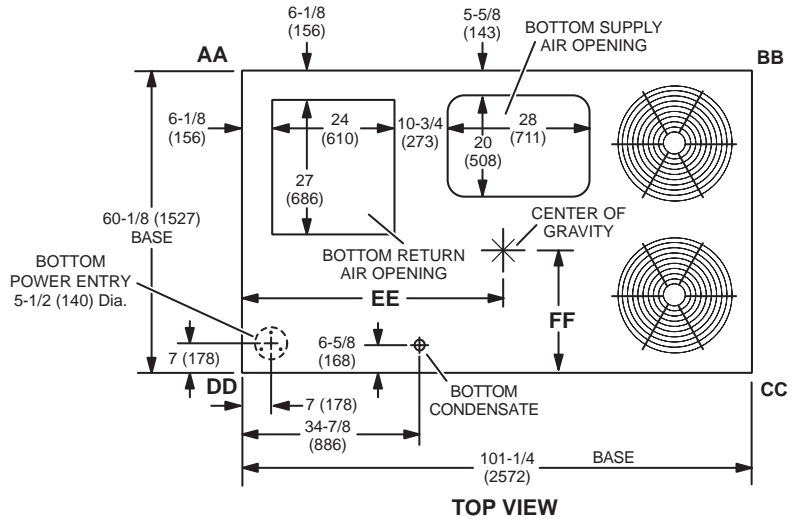 6-1/8
(156)
5-5/8
(143)
BOTTOM SUPPLY
AIR OPENING
AA
BB
6-1/8
(156)
24
(610)
10-3/4
(273)
28
(711)
20
(508)
27
(686)
60-1/8 (1527)
BASE
CENTER OF
GRAVITY
BOTTOM RETURN
AIR OPENING
BOTTOM
POWER ENTRY
5-1/2 (140) Dia.
EE
FF
7 (178)
6-5/8
(168)
DD
CC
7 (178)
BOTTOM
CONDENSATE
34-7/8
(886)
101-1/4
(2572)
BASE
TOP VIEW